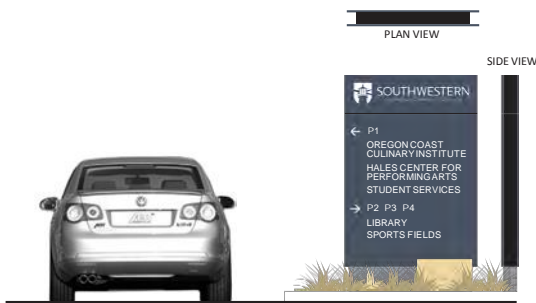 PLAN VIEW
SIDE VIEW
SOUTHWESTERN
← P1
OREGON COAST
CULINARY INSTITUTE
HALES CENTER FOR
PERFORMING ARTS
STUDENT SERVICES
→ P2 P3 P4
LIBRARY
SPORTS FIELDS